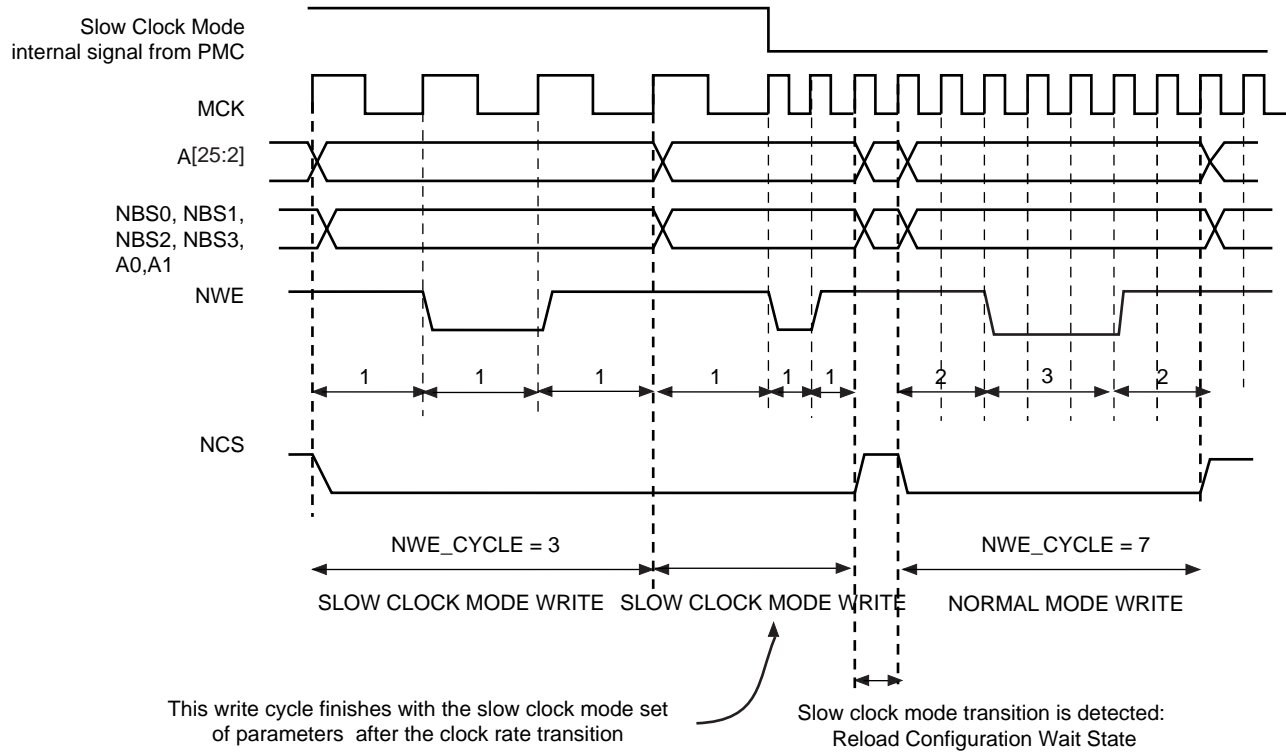 Slow Clock Mode
internal signal from PMC
MCK
A[25:2]
NBS0, NBS1,
NBS2, NBS3,
A0,A1
NWE
1 1 1 1 1 1 2 3 2
NCS
NWE_CYCLE = 3 NWE_CYCLE = 7
SLOW CLOCK MODE WRITE SLOW CLOCK MODE WRITE NORMAL MODE WRITE
This write cycle finishes with the slow clock mode set
of parameters after the clock rate transition
Slow clock mode transition is detected:
Reload Configuration Wait State